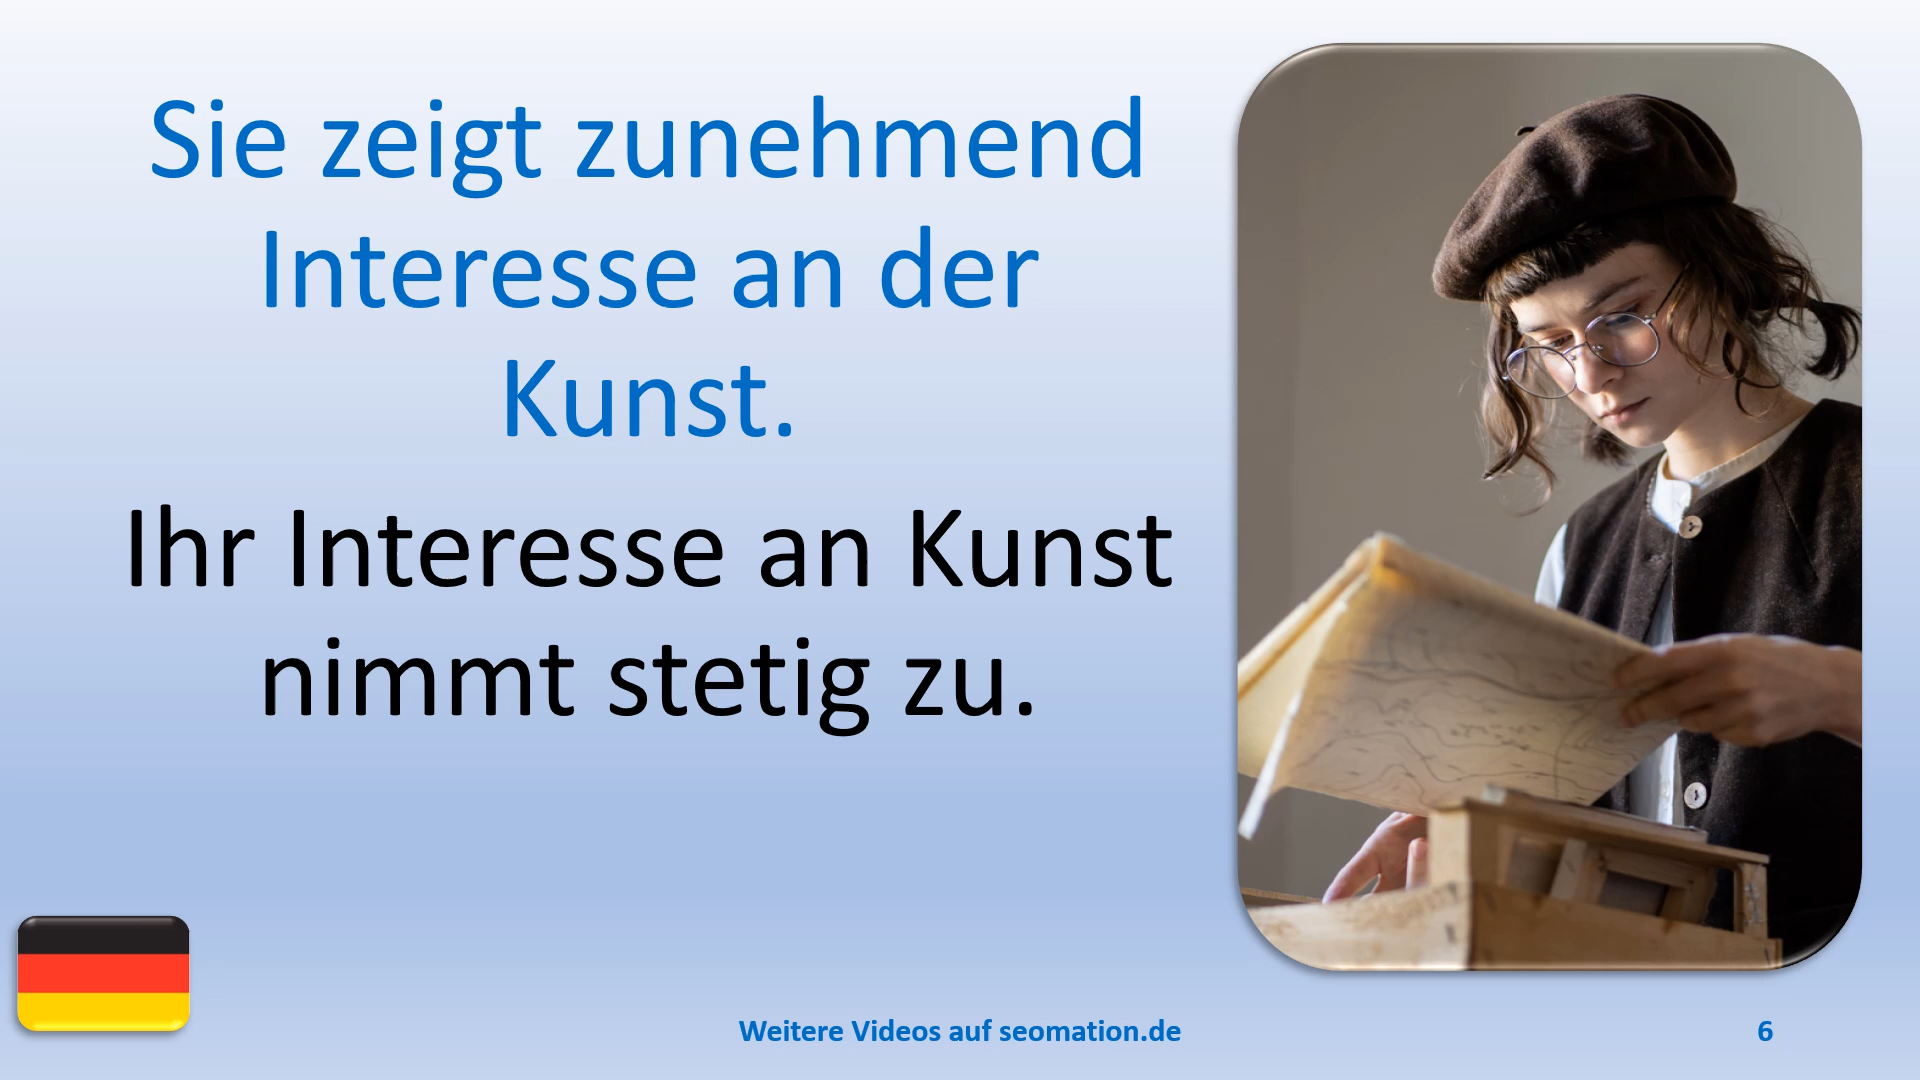 Sie zeigt zunehmend
Interesse an der
Kunst.
Ihr Interesse an Kunst
nimmt stetig zu.
Weitere Videos auf seomation.de
6